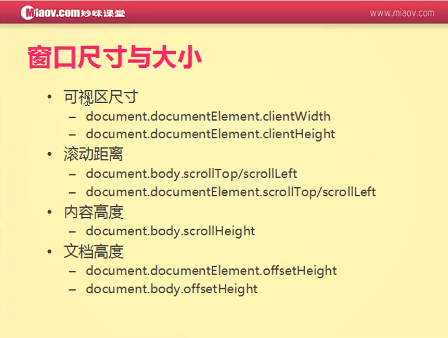 Miaov.com妙味课堂
www.miaov.com
窗口尺寸与大小
• 可视区尺寸
– document.documentElement.clientWidth
– document.documentElement.clientHeight
• 滚动距离
– document.body.scrollTop/scrollLeft
– document.documentElement.scrollTop/scrollLeft
• 内容高度
– document.body.scrollHeight
• 文档高度
– document.documentElement.offsetHeight
– document.body.offsetHeight